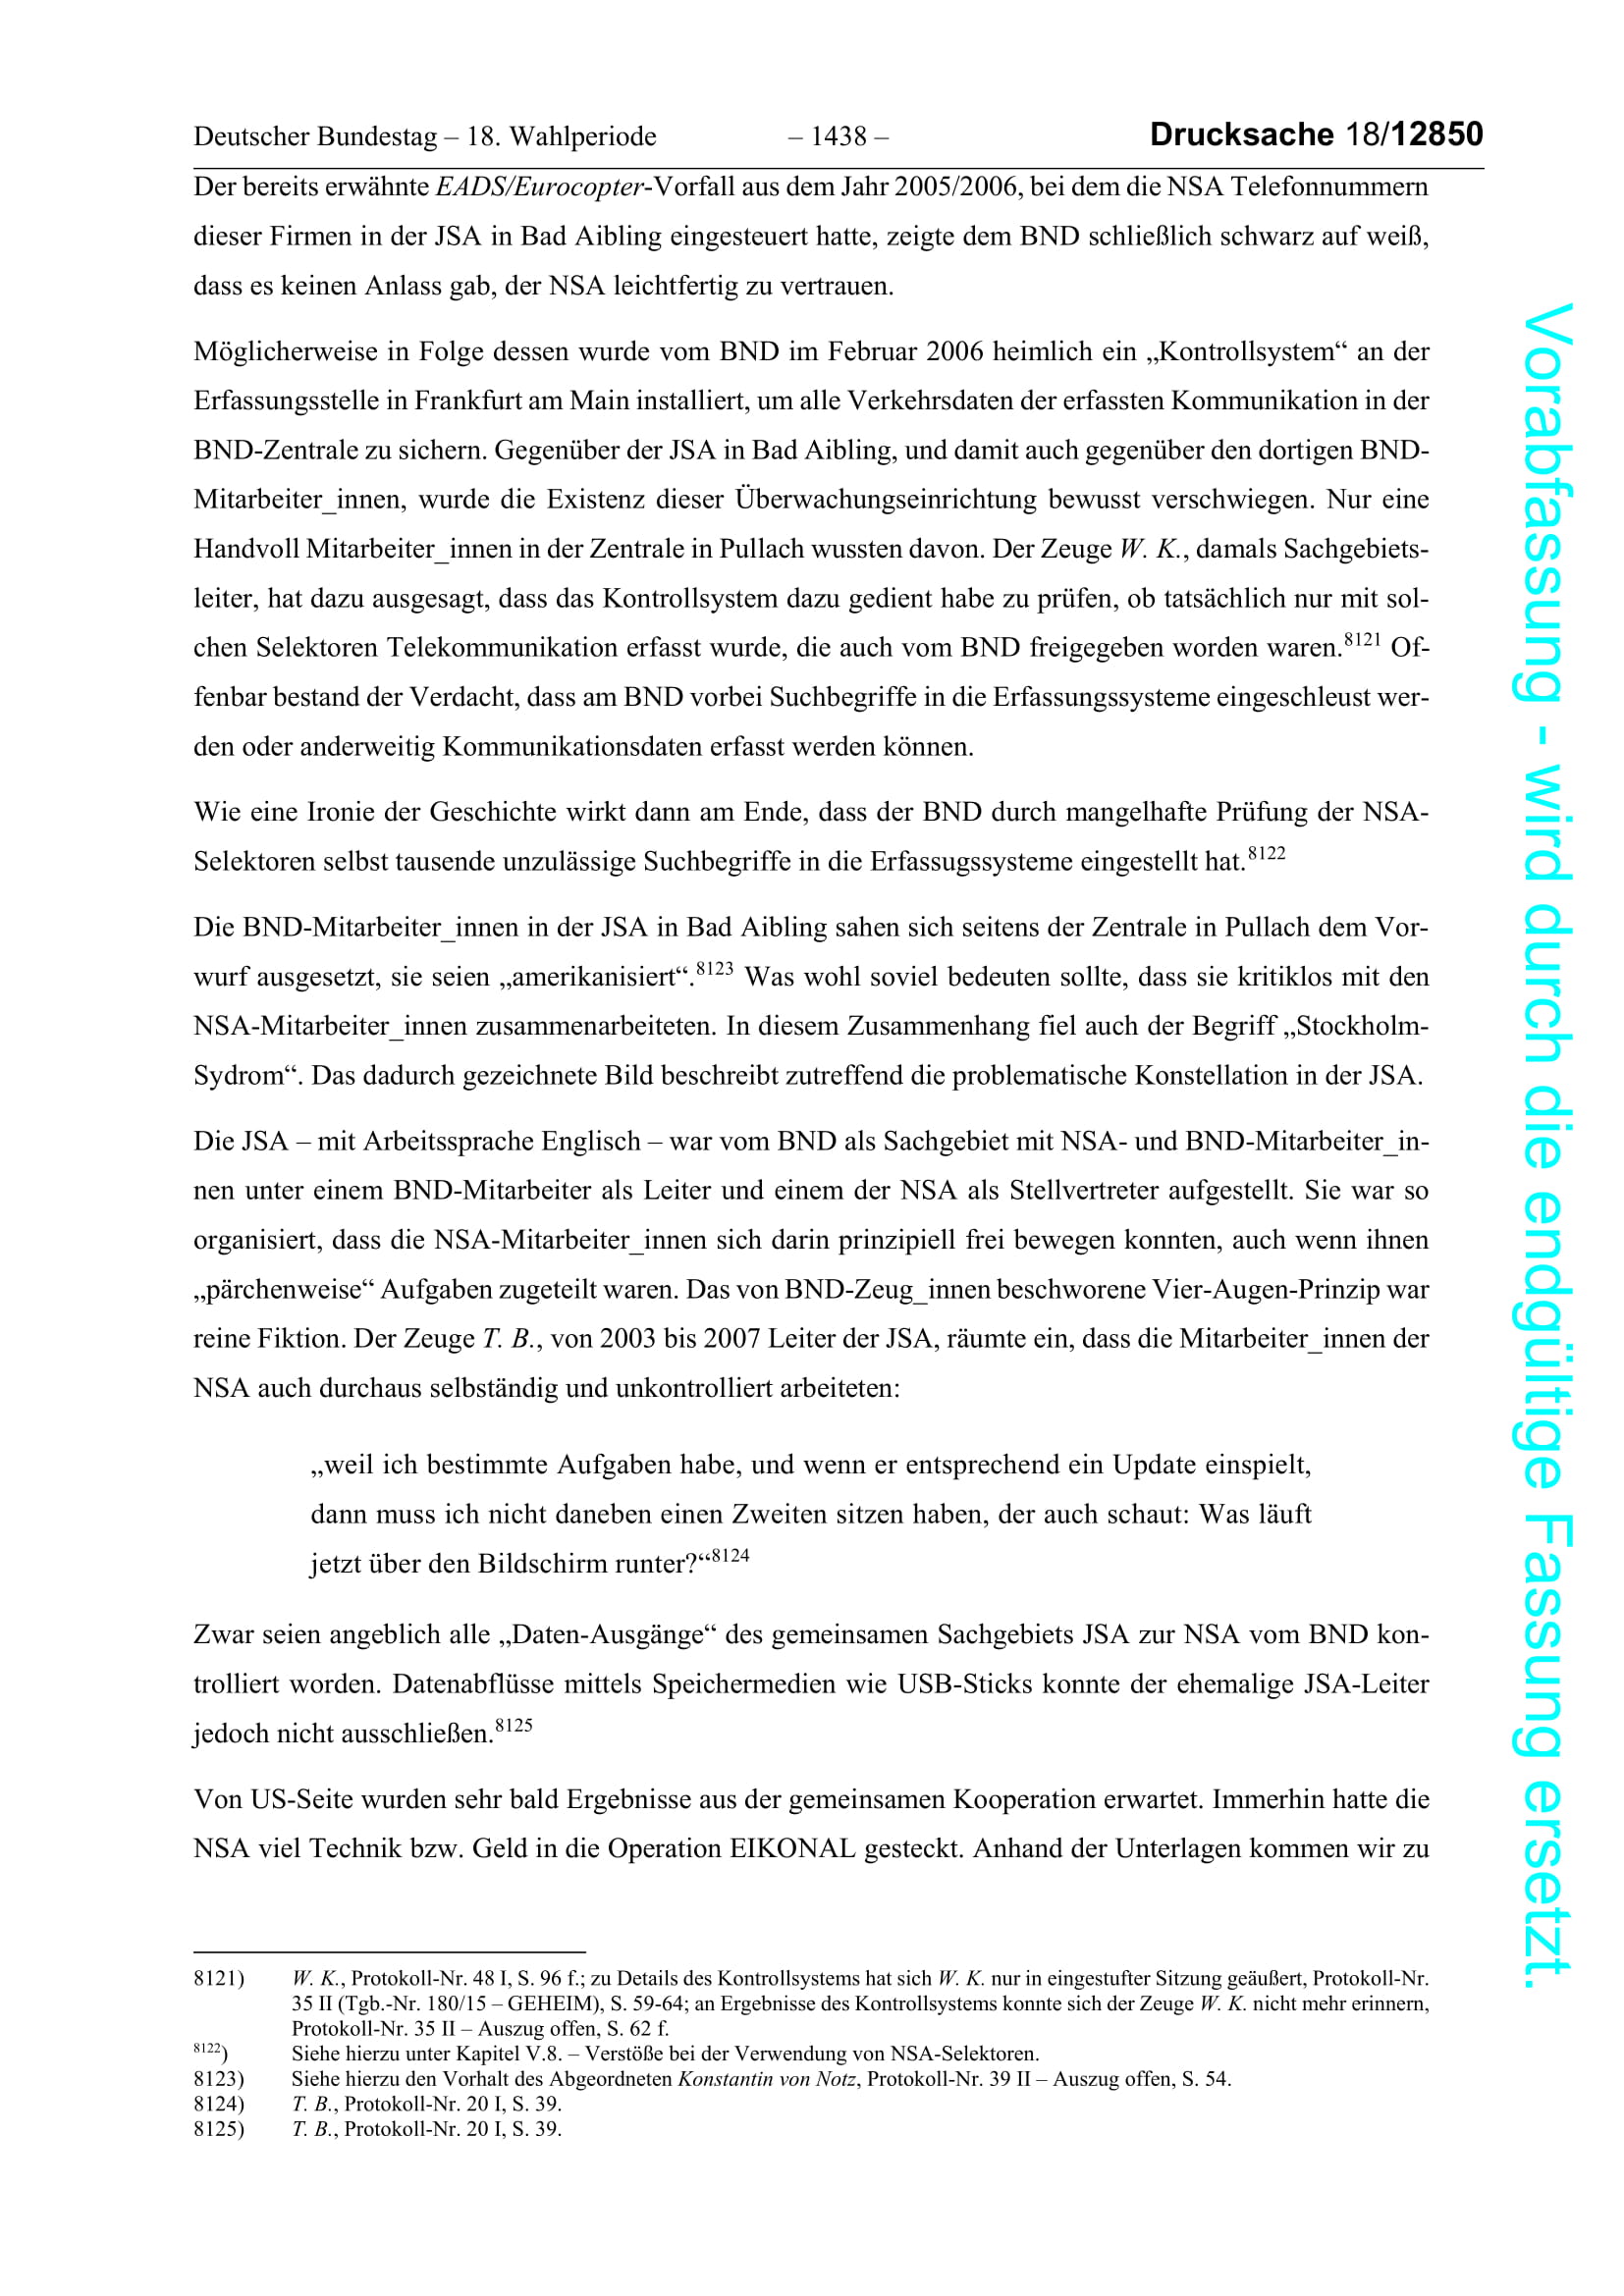 Deutscher Bundestag – 18. Wahlperiode – 1438 – Drucksache 18/12850
Der bereits erwähnte EADS/Eurocopter-Vorfall aus dem Jahr 2005/2006, bei dem die NSA Telefonnummern
dieser Firmen in der JSA in Bad Aibling eingesteuert hatte, zeigte dem BND schließlich schwarz auf weiß,
dass es keinen Anlass gab, der NSA leichtfertig zu vertrauen.
Möglicherweise in Folge dessen wurde vom BND im Februar 2006 heimlich ein „Kontrollsystem“ an der
Erfassungsstelle in Frankfurt am Main installiert, um alle Verkehrsdaten der erfassten Kommunikation in der
BND-Zentrale zu sichern. Gegenüber der JSA in Bad Aibling, und damit auch gegenüber den dortigen BND-
Mitarbeiter_innen, wurde die Existenz dieser Überwachungseinrichtung bewusst verschwiegen. Nur eine
Handvoll Mitarbeiter_innen in der Zentrale in Pullach wussten davon. Der Zeuge W. K., damals Sachgebiets-
leiter, hat dazu ausgesagt, dass das Kontrollsystem dazu gedient habe zu prüfen, ob tatsächlich nur mit sol-
chen Selektoren Telekommunikation erfasst wurde, die auch vom BND freigegeben worden waren.8121 Of-
fenbar bestand der Verdacht, dass am BND vorbei Suchbegriffe in die Erfassungssysteme eingeschleust wer-
den oder anderweitig Kommunikationsdaten erfasst werden können.
Wie eine Ironie der Geschichte wirkt dann am Ende, dass der BND durch mangelhafte Prüfung der NSA-
Selektoren selbst tausende unzulässige Suchbegriffe in die Erfassugssysteme eingestellt hat.8122
Die BND-Mitarbeiter_innen in der JSA in Bad Aibling sahen sich seitens der Zentrale in Pullach dem Vor-
wurf ausgesetzt, sie seien „amerikanisiert“.8123 Was wohl soviel bedeuten sollte, dass sie kritiklos mit den
NSA-Mitarbeiter_innen zusammenarbeiteten. In diesem Zusammenhang fiel auch der Begriff „Stockholm-
Sydrom“. Das dadurch gezeichnete Bild beschreibt zutreffend die problematische Konstellation in der JSA.
Die JSA – mit Arbeitssprache Englisch – war vom BND als Sachgebiet mit NSA- und BND-Mitarbeiter_in-
nen unter einem BND-Mitarbeiter als Leiter und einem der NSA als Stellvertreter aufgestellt. Sie war so
organisiert, dass die NSA-Mitarbeiter_innen sich darin prinzipiell frei bewegen konnten, auch wenn ihnen
„pärchenweise“ Aufgaben zugeteilt waren. Das von BND-Zeug_innen beschworene Vier-Augen-Prinzip war
reine Fiktion. Der Zeuge T. B., von 2003 bis 2007 Leiter der JSA, räumte ein, dass die Mitarbeiter_innen der
NSA auch durchaus selbständig und unkontrolliert arbeiteten:
„weil ich bestimmte Aufgaben habe, und wenn er entsprechend ein Update einspielt,
dann muss ich nicht daneben einen Zweiten sitzen haben, der auch schaut: Was läuft
jetzt über den Bildschirm runter?“8124
Zwar seien angeblich alle „Daten-Ausgänge“ des gemeinsamen Sachgebiets JSA zur NSA vom BND kon-
trolliert worden. Datenabflüsse mittels Speichermedien wie USB-Sticks konnte der ehemalige JSA-Leiter
jedoch nicht ausschließen.8125
Von US-Seite wurden sehr bald Ergebnisse aus der gemeinsamen Kooperation erwartet. Immerhin hatte die
NSA viel Technik bzw. Geld in die Operation EIKONAL gesteckt. Anhand der Unterlagen kommen wir zu
8121) W. K., Protokoll-Nr. 48 I, S. 96 f.; zu Details des Kontrollsystems hat sich W. K. nur in eingestufter Sitzung geäußert, Protokoll-Nr.
35 II (Tgb.-Nr. 180/15 – GEHEIM), S. 59-64; an Ergebnisse des Kontrollsystems konnte sich der Zeuge W. K. nicht mehr erinnern,
Protokoll-Nr. 35 II – Auszug offen, S. 62 f.
8122) Siehe hierzu unter Kapitel V.8. – Verstöße bei der Verwendung von NSA-Selektoren.
8123) Siehe hierzu den Vorhalt des Abgeordneten Konstantin von Notz, Protokoll-Nr. 39 II – Auszug offen, S. 54.
8124) T. B., Protokoll-Nr. 20 I, S. 39.
8125) T. B., Protokoll-Nr. 20 I, S. 39.
Vorabfassung - wird durch die endgültige Fassung ersetzt.